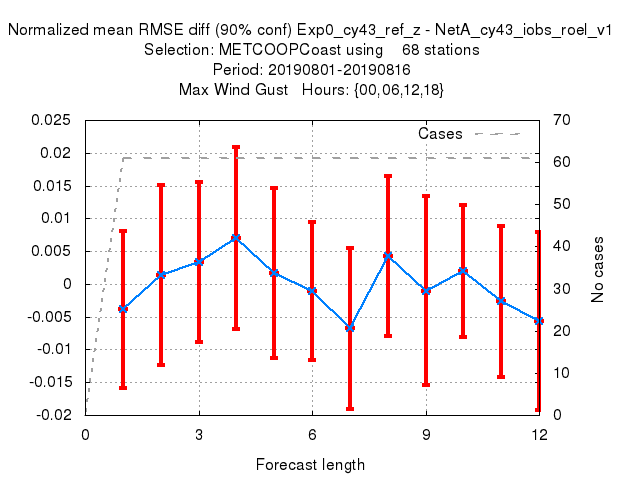 Normalized mean RMSE diff (90% conf) Exp0_cy43_ref_z - NetA_cy43_iobs_roel_v1
Selection: METCOOPCoast using 68 stations
Period: 20190801-20190816
Max Wind Gust Hours: {00,06,12,18}
0.025
0.02
0.015
0.01
0.005
0
-0.005
-0.01
-0.015
-0.02
Cases
70
60
50
40
30
20
10
0
No cases
0 3 6 9 12
Forecast length